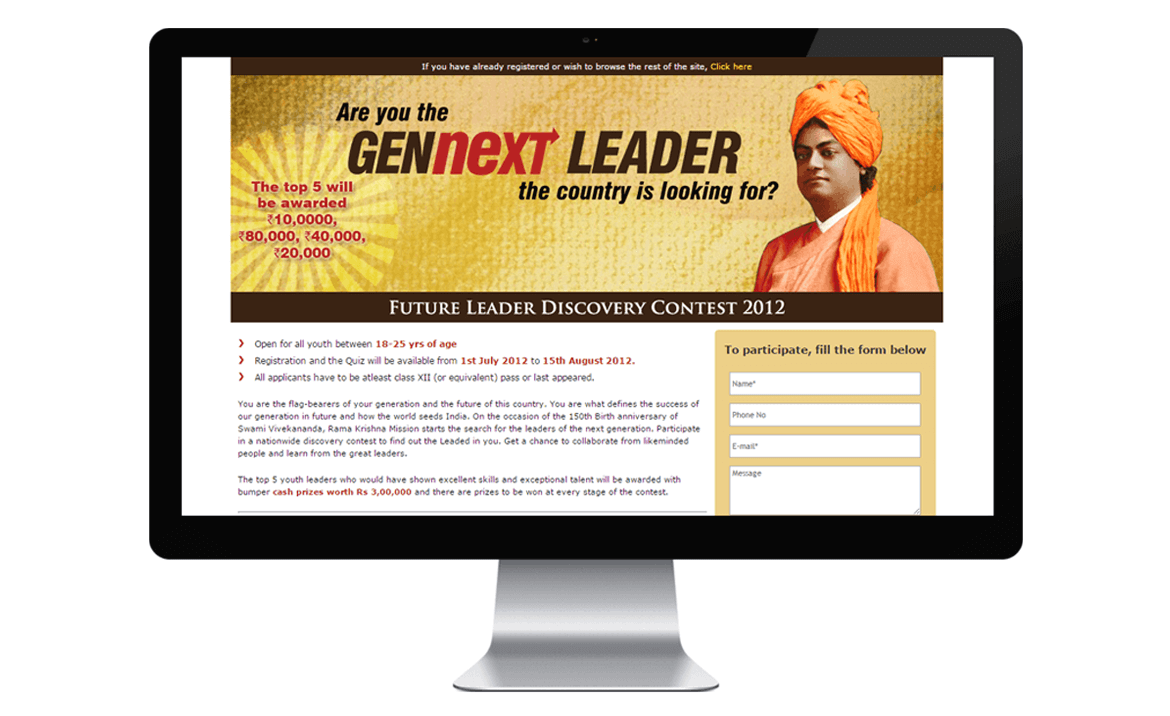 If you have already registered or wish to browse the rest of the site, Click here
Are you the
GENnexT LEADER
the country is looking for?
The top 5 will
be awarded
₹10,0000,
₹80,000, ₹40,000,
₹20,000
FUTURE LEADER DISCOVERY CONTEST 2012
Open for all youth between 18-25 yrs of age
Registration and the Quiz will be available from 1st July 2012 to 15th August 2012.
All applicants have to be atleast class XII (or equivalent) pass or last appeared.
You are the flag-bearers of your generation and the future of this country. You are what defines the success of
our generation in future and how the world seeds India. On the occasion of the 150th Birth anniversary of
Swami Vivekananda, Rama Krishna Mission starts the search for the leaders of the next generation. Participate
in a nationwide discovery contest to find out the Leaded in you. Get a chance to collaborate from likeminded
people and learn from the great leaders.
The top 5 youth leaders who would have shown excellent skills and exceptional talent will be awarded with
bumper cash prizes worth Rs 3,00,000 and there are prizes to be won at every stage of the contest.
To participate, fill the form below
Name*
Phone No
E-mail*
Message